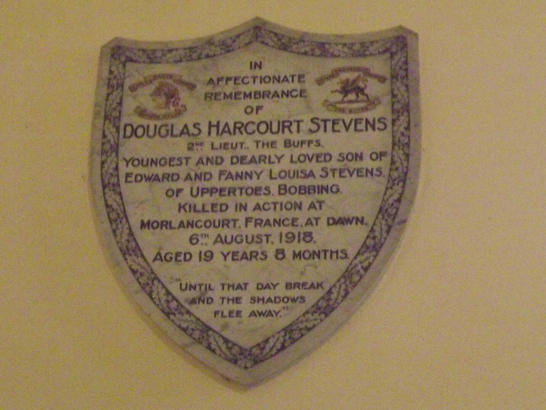 IN
AFFECTIONATE
REMEMBRANCE
OF
DOUGLAS HARCOURT STEVENS
2ND LIEUT., THE BUFFS,
YOUNGEST AND DEARLY LOVED SON OF
EDWARD AND FANNY LOUISA STEVENS,
OF UPPERTOES, BOBBING.
KILLED IN ACTION AT
MORLANCOURT, FRANCE, AT DAWN,
6TH AUGUST, 1918,
AGED 19 YEARS 8 MONTHS.
"UNTIL THAT DAY BREAK
AND THE SHADOWS
FLEE AWAY."